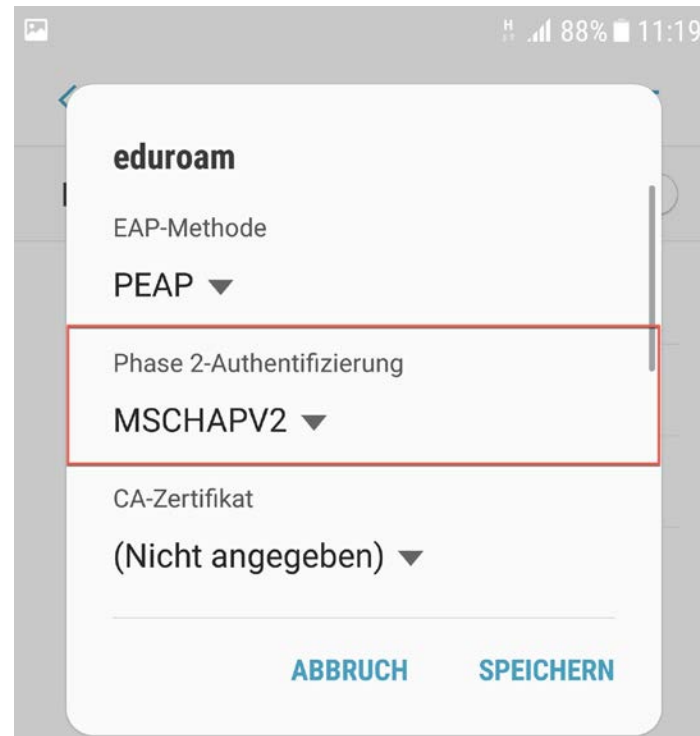 H
88% 11:19
eduroam
EAP-Methode
PEAP
Phase 2-Authentifizierung
MSCHAPV2
CA-Zertifikat
(Nicht angegeben)
ABBRUCH SPEICHERN